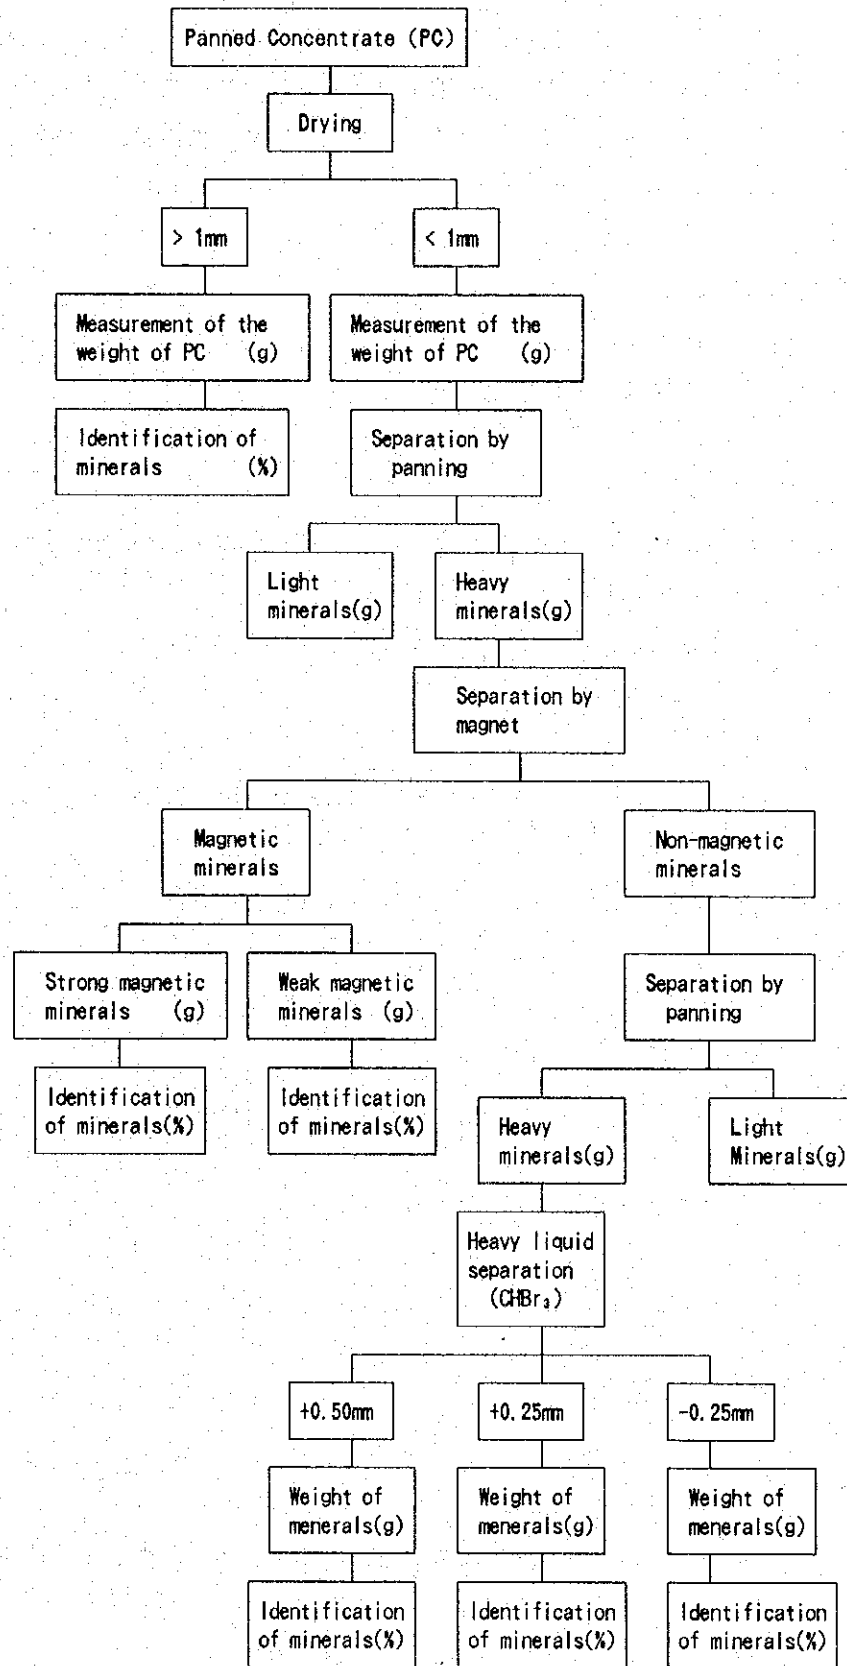 Panned Concentrate (PC)
Drying
> 1mm
< 1mm
Measurement of the
weight of PC (g)
Measurement of the
weight of PC (g)
Identification of
minerals (%)
Separation by
panning
Light
minerals(g)
Heavy
minerals(g)
Separation by
magnet
Magnetic
minerals
Non-magnetic
minerals
Strong magnetic
minerals (g)
Weak magnetic
minerals (g)
Separation by
panning
Identification
of minerals(%)
Identification
of minerals(%)
Heavy
minerals(g)
Light
Minerals(g)
Heavy liquid
separation
(CHBr₃)
+0.50mm
+0.25mm
-0.25mm
Weight of
menerals(g)
Weight of
menerals(g)
Weight of
menerals(g)
Identification
of minerals(%)
Identification
of minerals(%)
Identification
of minerals(%)